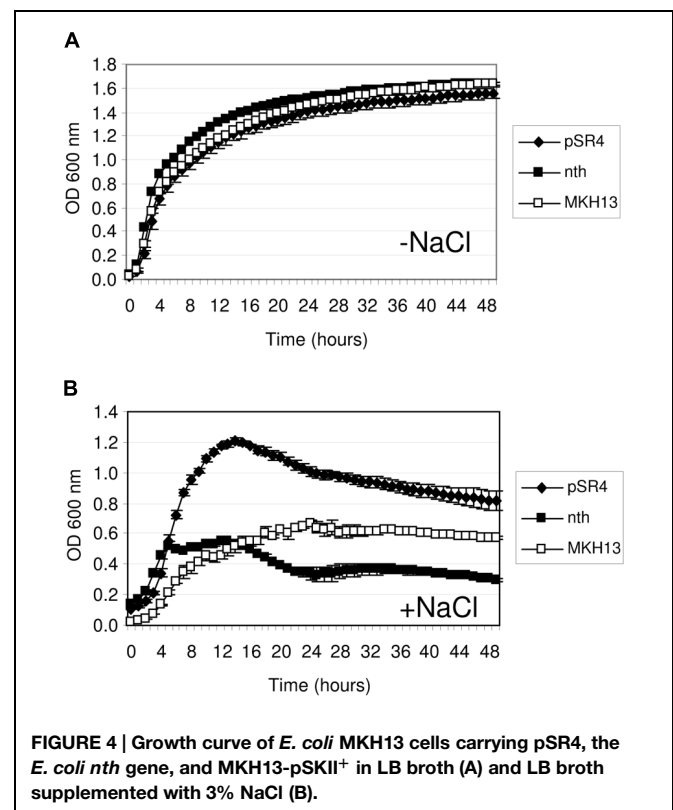 A
1.8
1.6
1.4
1.2
1.0
0.8
0.6
0.4
0.2
0.0
OD 600 nm
-NaCl
0 4 8 12 16 20 24 28 32 36 40 44 48
Time (hours)
pSR4
nth
MKH13
B
1.4
1.2
1.0
0.8
0.6
0.4
0.2
0.0
OD 600 nm
+NaCl
0 4 8 12 16 20 24 28 32 36 40 44 48
Time (hours)
pSR4
nth
MKH13
FIGURE 4 | Growth curve of E. coli MKH13 cells carrying pSR4, the
E. coli nth gene, and MKH13-pSKII+ in LB broth (A) and LB broth
supplemented with 3% NaCl (B).